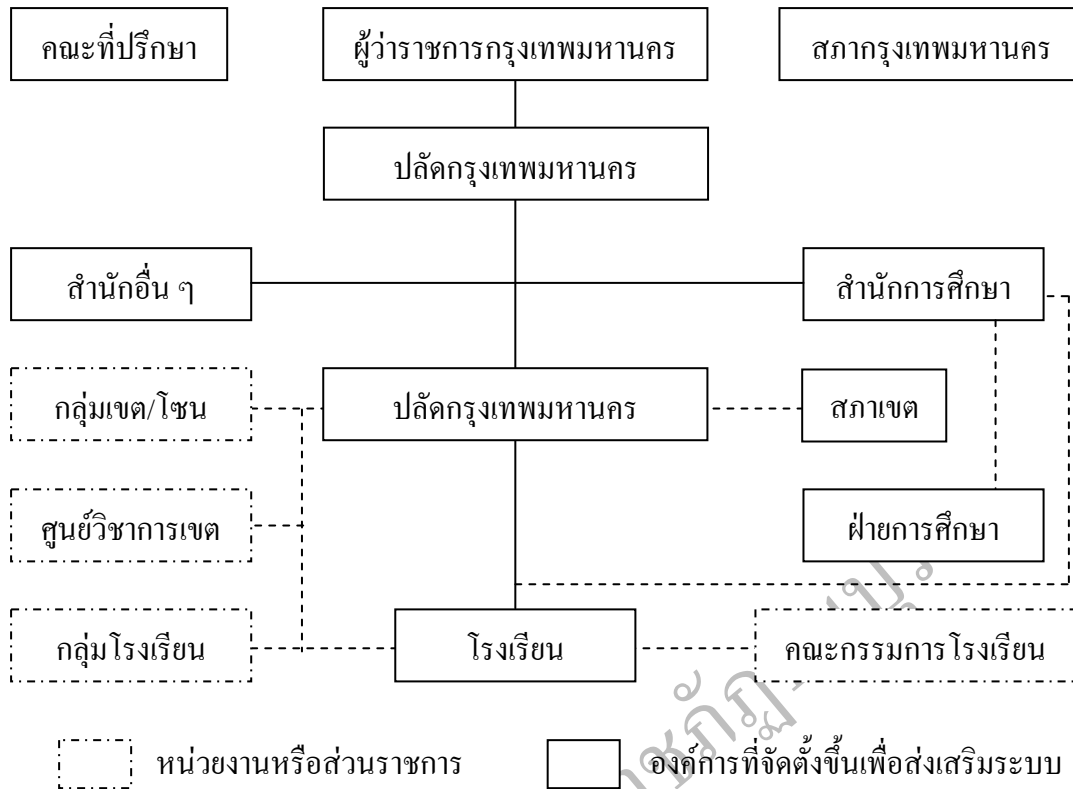 คณะที่ปรึกษา
ผู้ว่าราชการกรุงเทพมหานคร
สภากรุงเทพมหานคร
ปลัดกรุงเทพมหานคร
สำนักอื่น ๆ
สำนักการศึกษา
กลุ่มเขต/โซน
ปลัดกรุงเทพมหานคร
สภาเขต
ศูนย์วิชาการเขต
ฝ่ายการศึกษา
กลุ่มโรงเรียน
โรงเรียน
คณะกรรมการโรงเรียน
หน่วยงานหรือส่วนราชการ
องค์การที่จัดตั้งขึ้นเพื่อส่งเสริมระบบ